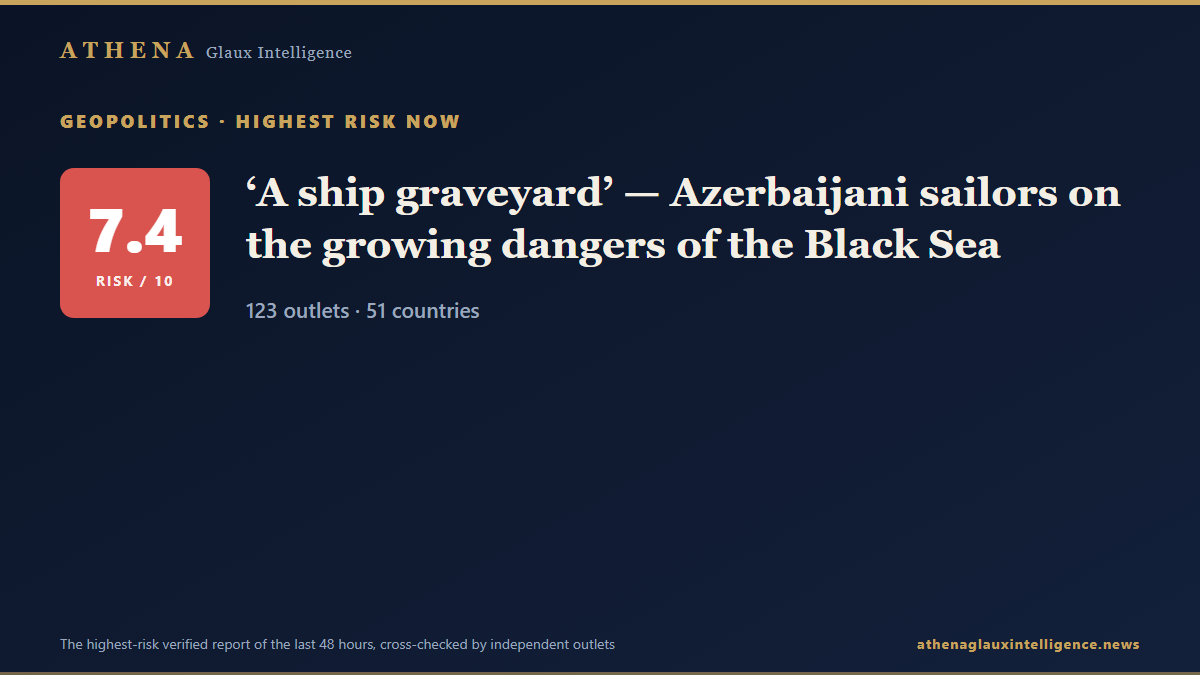 ATHENA Glaux Intelligence
GEOPOLITICS · HIGHEST RISK NOW
7.4
RISK / 10
‘A ship graveyard’ — Azerbaijani sailors on
the growing dangers of the Black Sea
123 outlets · 51 countries
The highest-risk verified report of the last 48 hours, cross-checked by independent outlets
athenaglauxintelligence.news